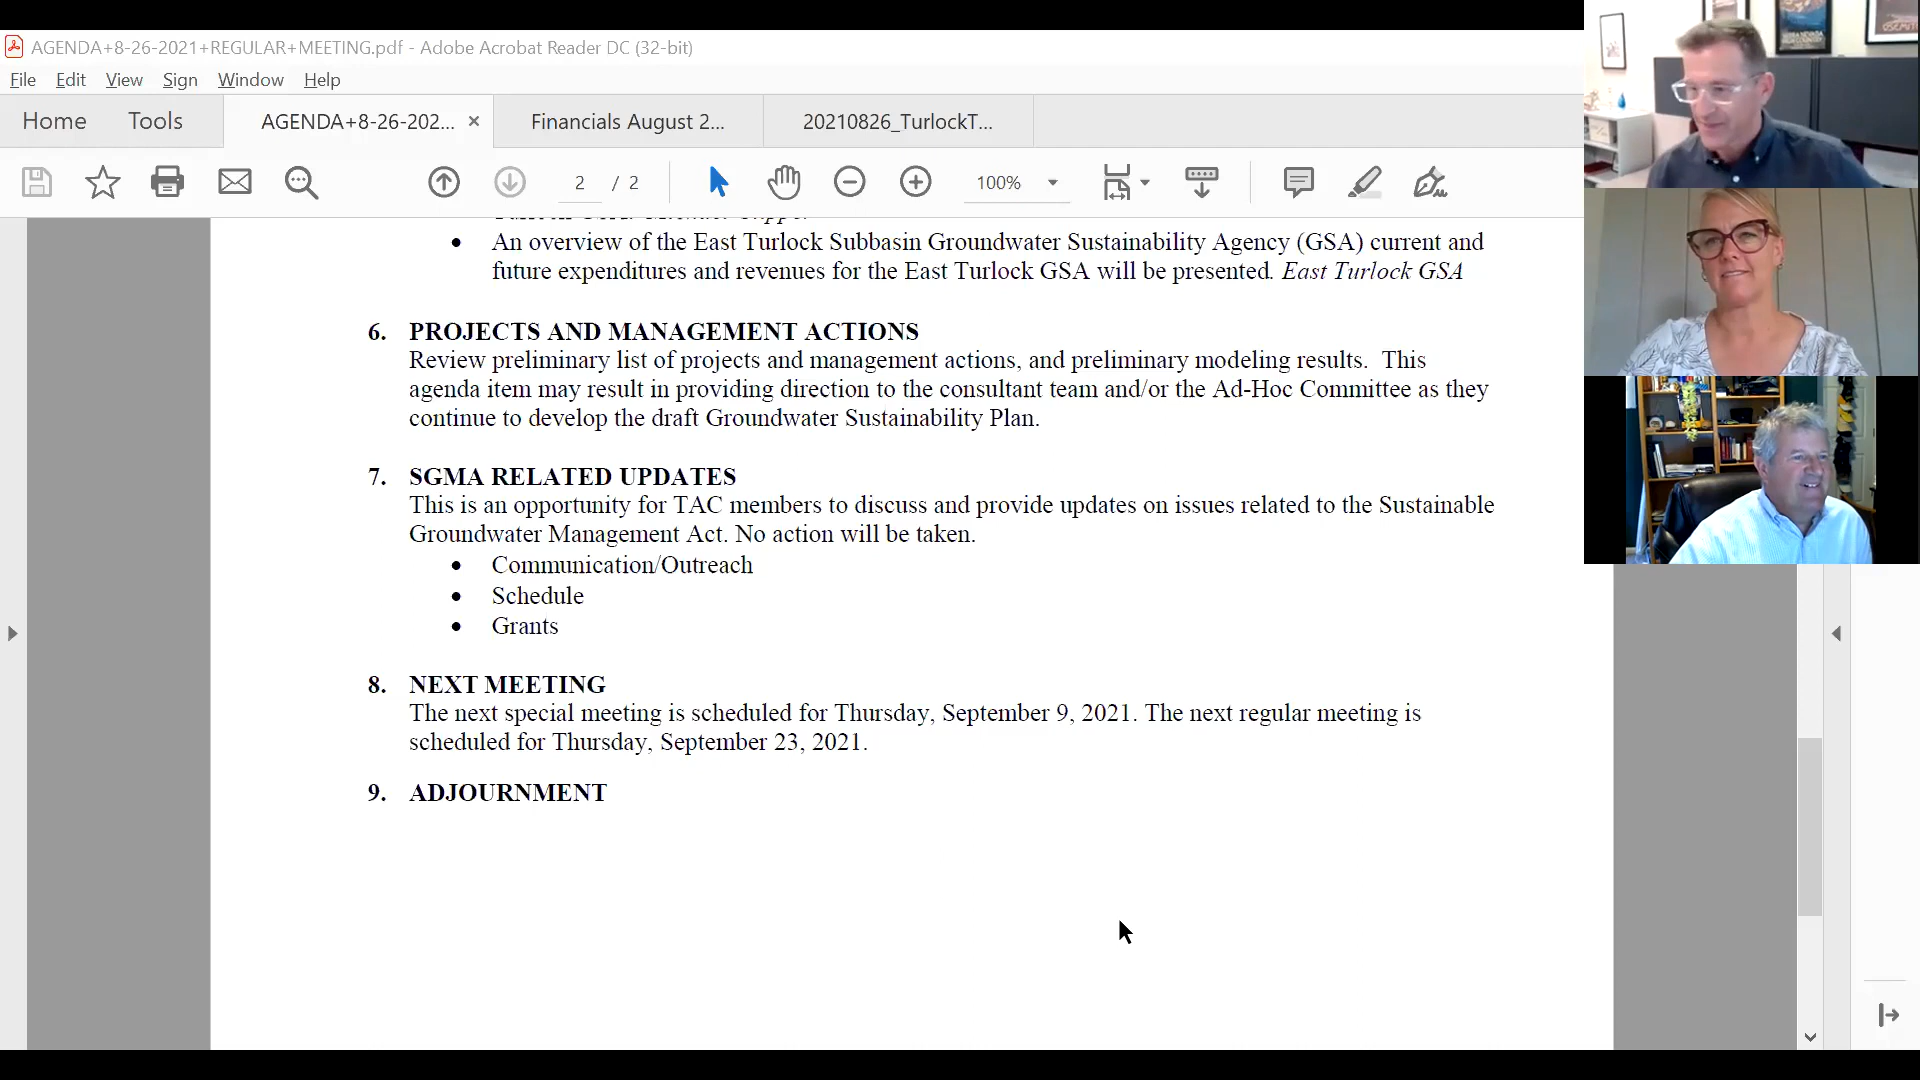 AGENDA+8-26-2021+REGULAR+MEETING.pdf - Adobe Acrobat Reader DC (32-bit)
File Edit View Sign Window Help
Home Tools AGENDA+8-26-202... × Financials August 2... 20210826_TurlockT...
2 / 2 100%
• An overview of the East Turlock Subbasin Groundwater Sustainability Agency (GSA) current and
future expenditures and revenues for the East Turlock GSA will be presented. East Turlock GSA
6. PROJECTS AND MANAGEMENT ACTIONS
Review preliminary list of projects and management actions, and preliminary modeling results. This
agenda item may result in providing direction to the consultant team and/or the Ad-Hoc Committee as they
continue to develop the draft Groundwater Sustainability Plan.
7. SGMA RELATED UPDATES
This is an opportunity for TAC members to discuss and provide updates on issues related to the Sustainable
Groundwater Management Act. No action will be taken.
• Communication/Outreach
• Schedule
• Grants
8. NEXT MEETING
The next special meeting is scheduled for Thursday, September 9, 2021. The next regular meeting is
scheduled for Thursday, September 23, 2021.
9. ADJOURNMENT